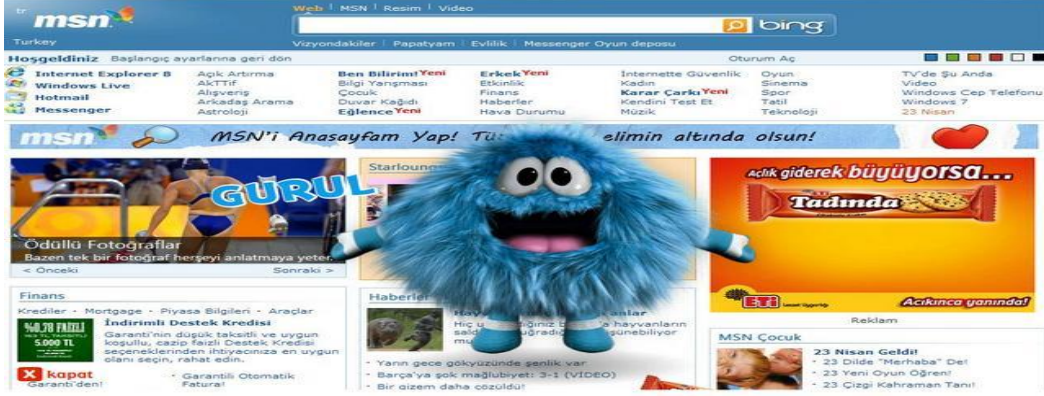 tr
msn
Web | MSN | Resim | Video
bing
Turkey
Vizyondakiler | Papatyam | Evlilik | Messenger Oyun deposu
Hoşgeldiniz Başlangıç ayarlarına geri dön
Oturum Aç
Internet Explorer 8
Windows Live
Hotmail
Messenger
Açık Artırma
AkTTif
Alışveriş
Arkadaş Arama
Astroloji
Ben Bilirim! Yeni
Bilgi Yarışması
Çocuk
Duvar Kağıdı
Eğlence Yeni
Erkek Yeni
Etkinlik
Finans
Haberler
Hava Durumu
İnternette Güvenlik
Kadın
Karar Çarkı Yeni
Kendini Test Et
Müzik
Oyun
Sinema
Spor
Tatil
Teknoloji
TV'de Şu Anda
Video
Windows Cep Telefonu
Windows 7
23 Nisan
msn MSN'i Anasayfam Yap! elimin altında olsun!
GURUL
Ödüllü Fotoğraflar
Bazen tek bir fotoğraf herşeyi anlatmaya yeter.
< Önceki Sonraki >
Finans
Krediler - Mortgage - Piyasa Bilgileri - Araçlar
%0,78 FAİZLİ
5.000 TL
İndirimli Destek Kredisi
Garanti'nin düşük taksitli ve uygun
koşullu, cazip faizli Destek Kredisi
seçeneklerinden ihtiyacınıza en uygun
olanı seçin, rahat edin.
X kapat
Garanti'den!
· Garantili Otomatik
Fatura!
Haberler
· Yarın gece gökyüzünde şenlik var
· Barça'ya şok mağlubiyet: 3-1 (VİDEO)
· Bir gizem daha çözüldü!
Açlık giderek büyüyorsa...
Tadında
ETİ
Acıkınca yanında!
Reklam
MSN Çocuk
23 Nisan Geldi!
· 23 Dilde "Merhaba" De!
· 23 Yeni Oyun Öğren!
· 23 Çizgi Kahraman Tanı!